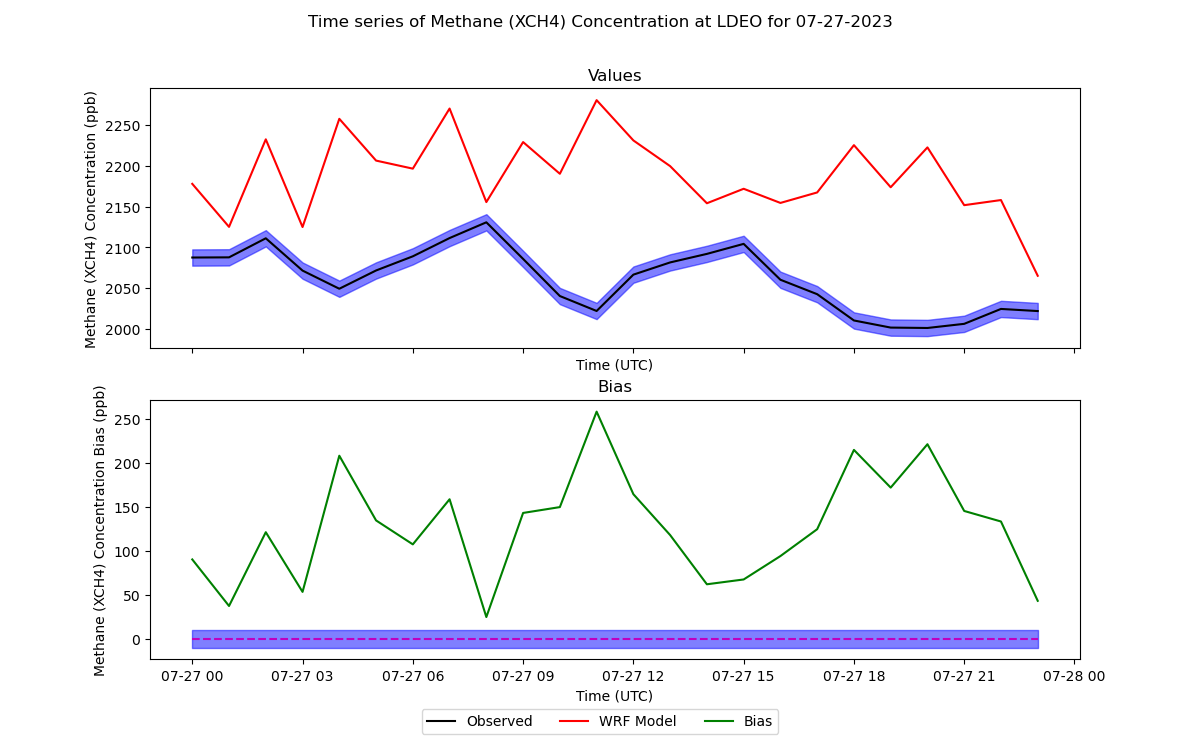 Time series of Methane (XCH4) Concentration at LDEO for 07-27-2023
Values
Methane (XCH4) Concentration (ppb)
2250
2200
2150
2100
2050
2000
Time (UTC)
Bias
Methane (XCH4) Concentration Bias (ppb)
250
200
150
100
50
0
07-27 00 07-27 03 07-27 06 07-27 09 07-27 12 07-27 15 07-27 18 07-27 21 07-28 00
Time (UTC)
Observed WRF Model Bias